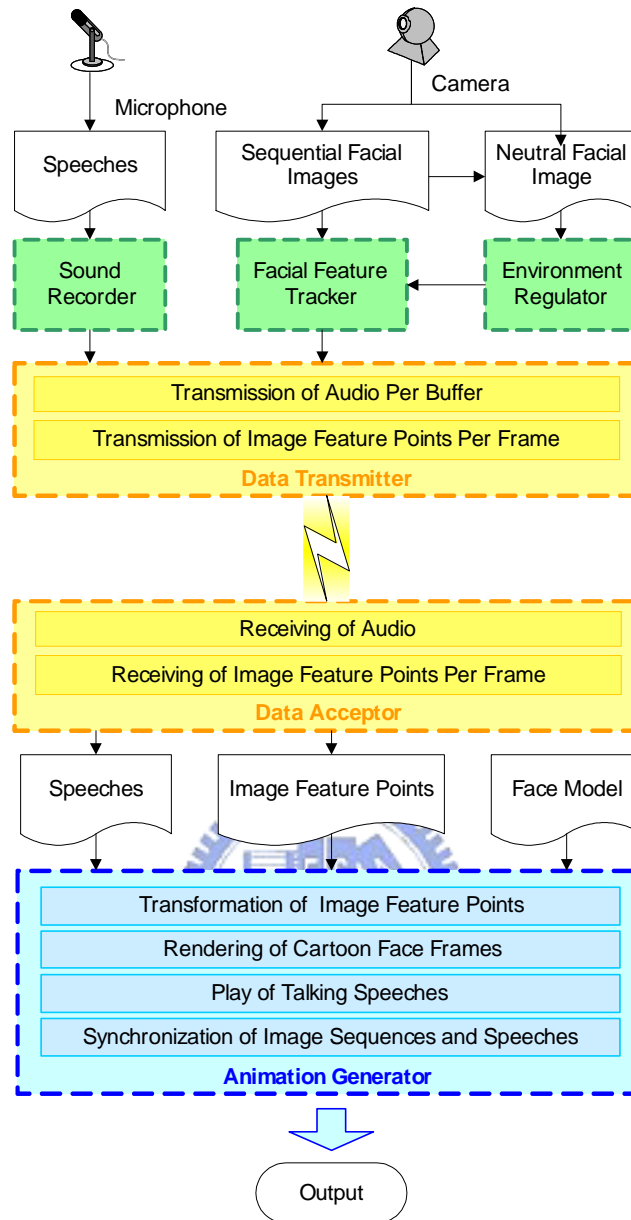 Microphone
Camera
Speeches
Sequential Facial
Images
Neutral Facial
Image
Sound
Recorder
Facial Feature
Tracker
Environment
Regulator
Transmission of Audio Per Buffer
Transmission of Image Feature Points Per Frame
Data Transmitter
Receiving of Audio
Receiving of Image Feature Points Per Frame
Data Acceptor
Speeches
Image Feature Points
Face Model
Transformation of Image Feature Points
Rendering of Cartoon Face Frames
Play of Talking Speeches
Synchronization of Image Sequences and Speeches
Animation Generator
Output